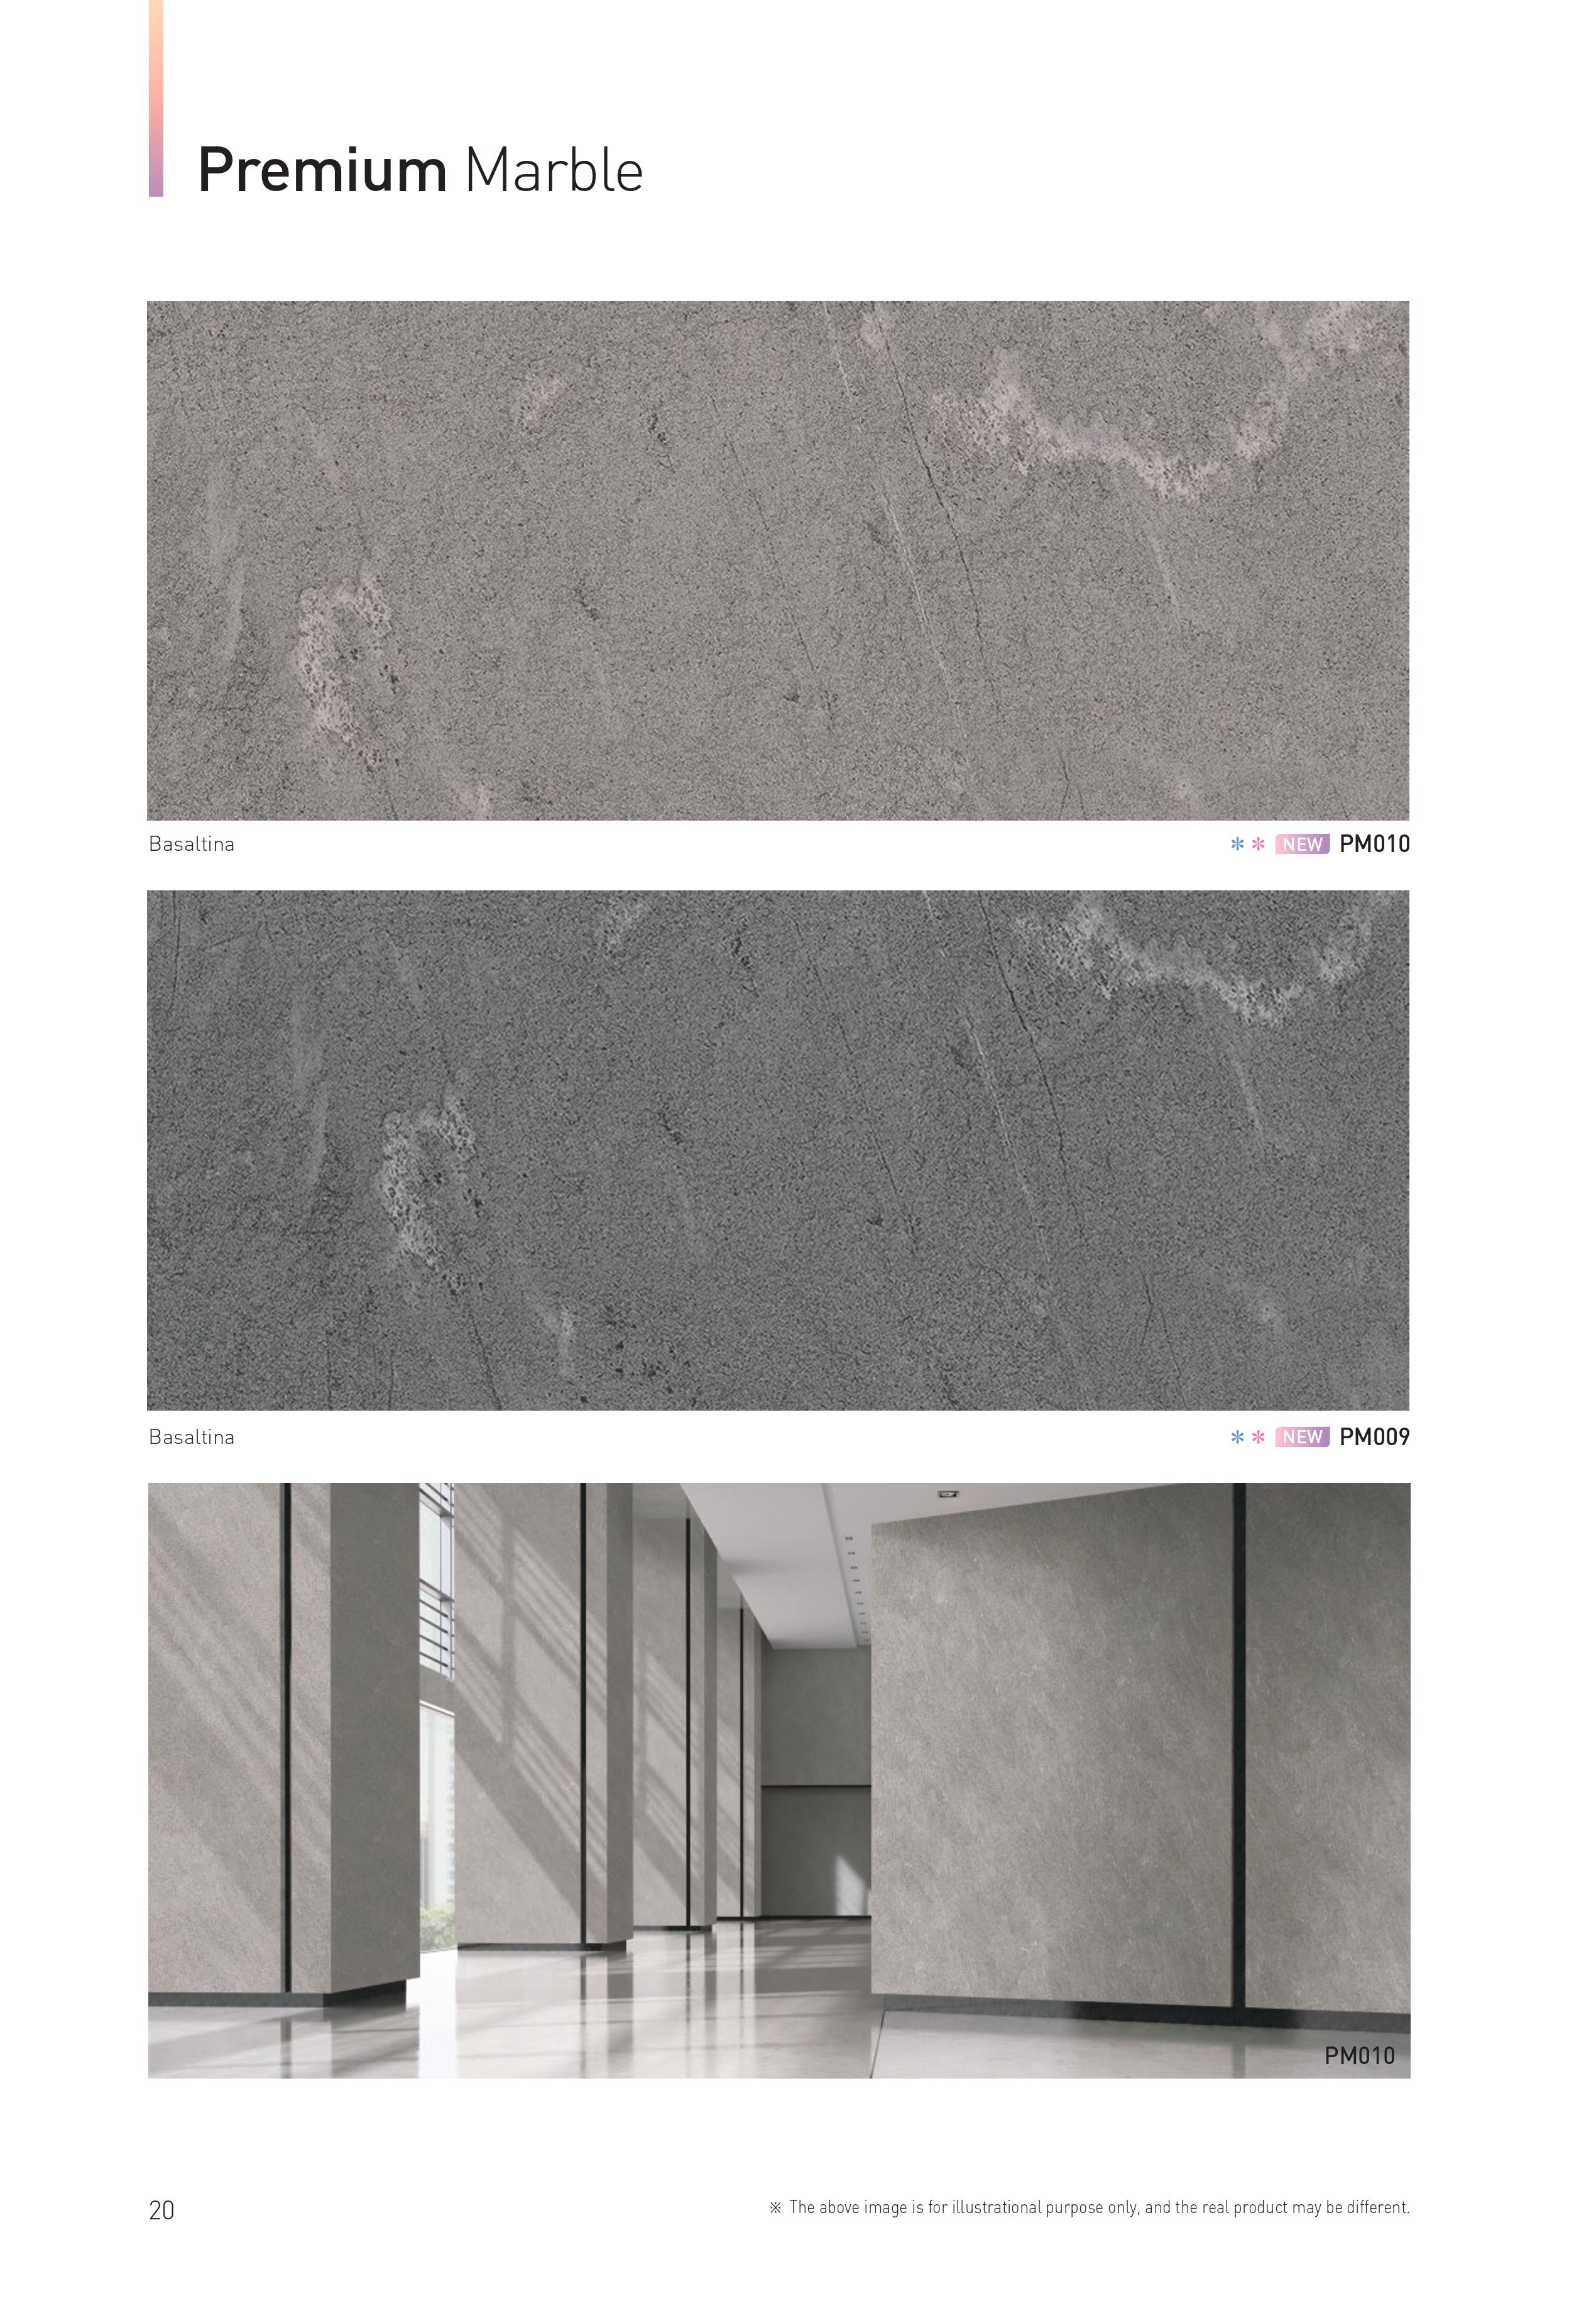 Premium Marble
Basaltina
** NEW PM010
Basaltina
** NEW PM009
PM010
20
※ The above image is for illustrational purpose only, and the real product may be different.